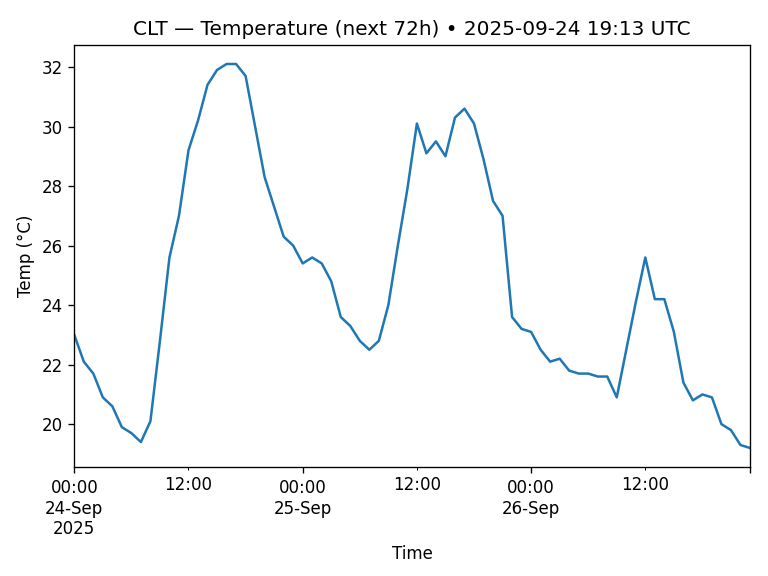 CLT — Temperature (next 72h) • 2025-09-24 19:13 UTC
Temp (°C)
32
30
28
26
24
22
20
00:00 12:00 00:00 12:00 00:00 12:00
24-Sep 25-Sep 26-Sep
2025
Time